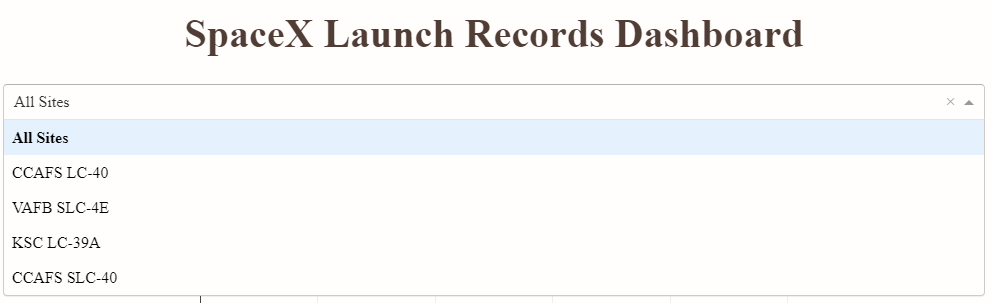 SpaceX Launch Records Dashboard
All Sites
All Sites
CCAFS LC-40
VAFB SLC-4E
KSC LC-39A
CCAFS SLC-40